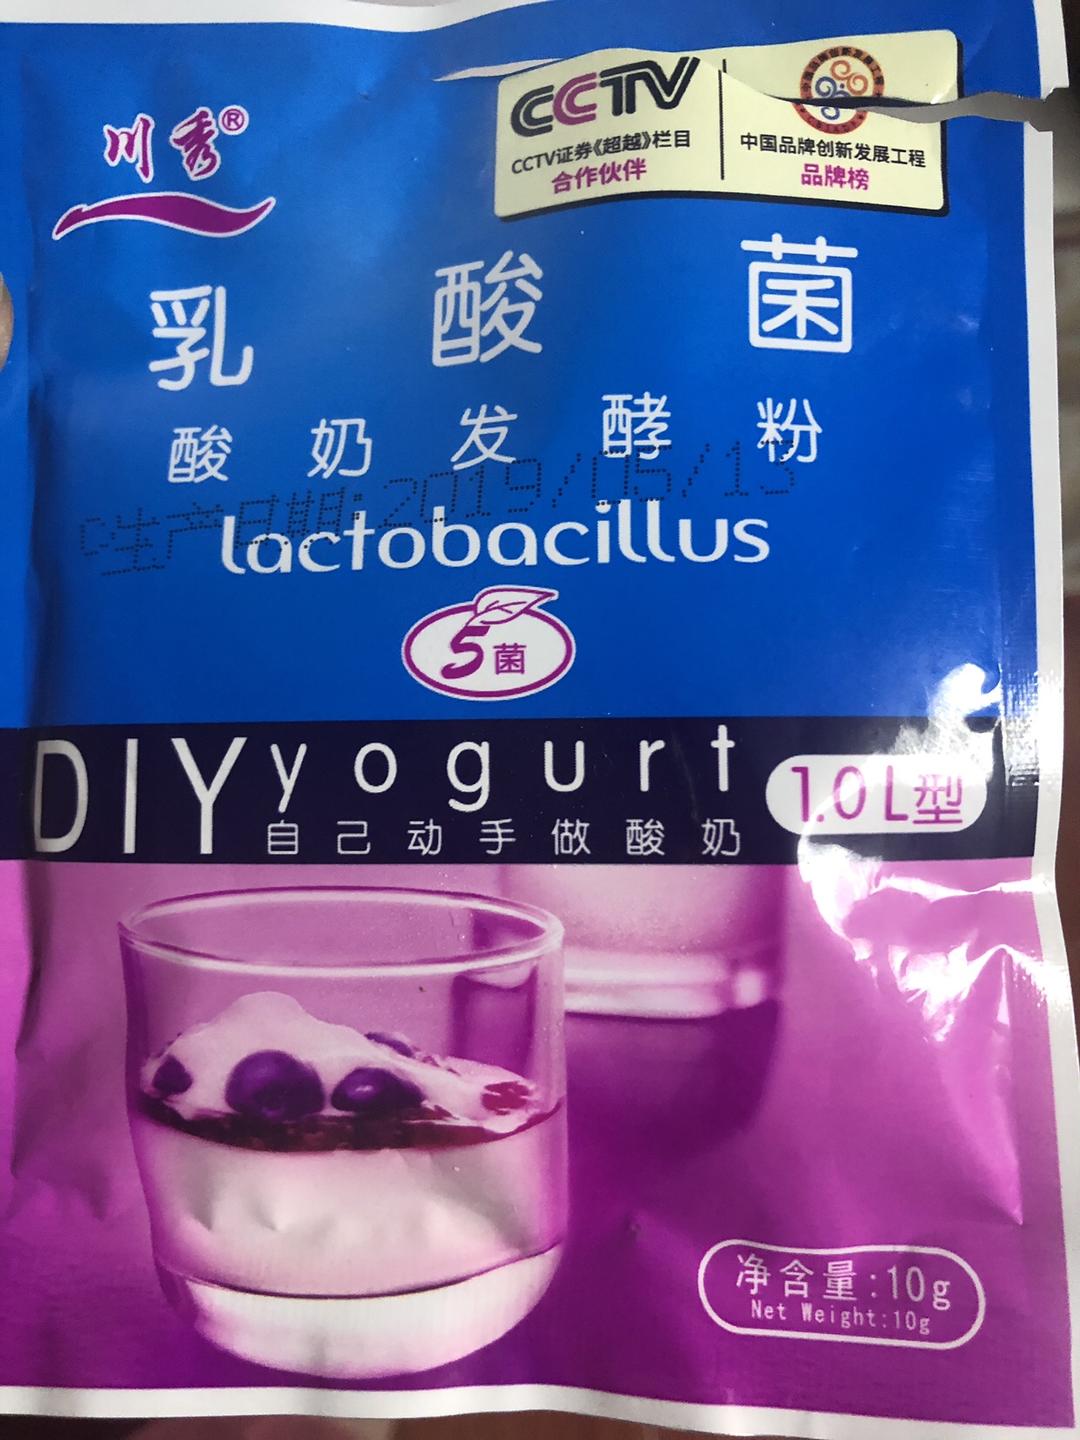 川秀®
CCTV
CCTV证券《超越》栏目
合作伙伴
中国品牌创新发展工程
品牌榜
乳酸菌
酸奶发酵粉
生产日期:2019/05/13
lactobacillus
5菌
DIY yogurt
自己动手做酸奶
1.0L型
净含量:10g
Net Weight:10g